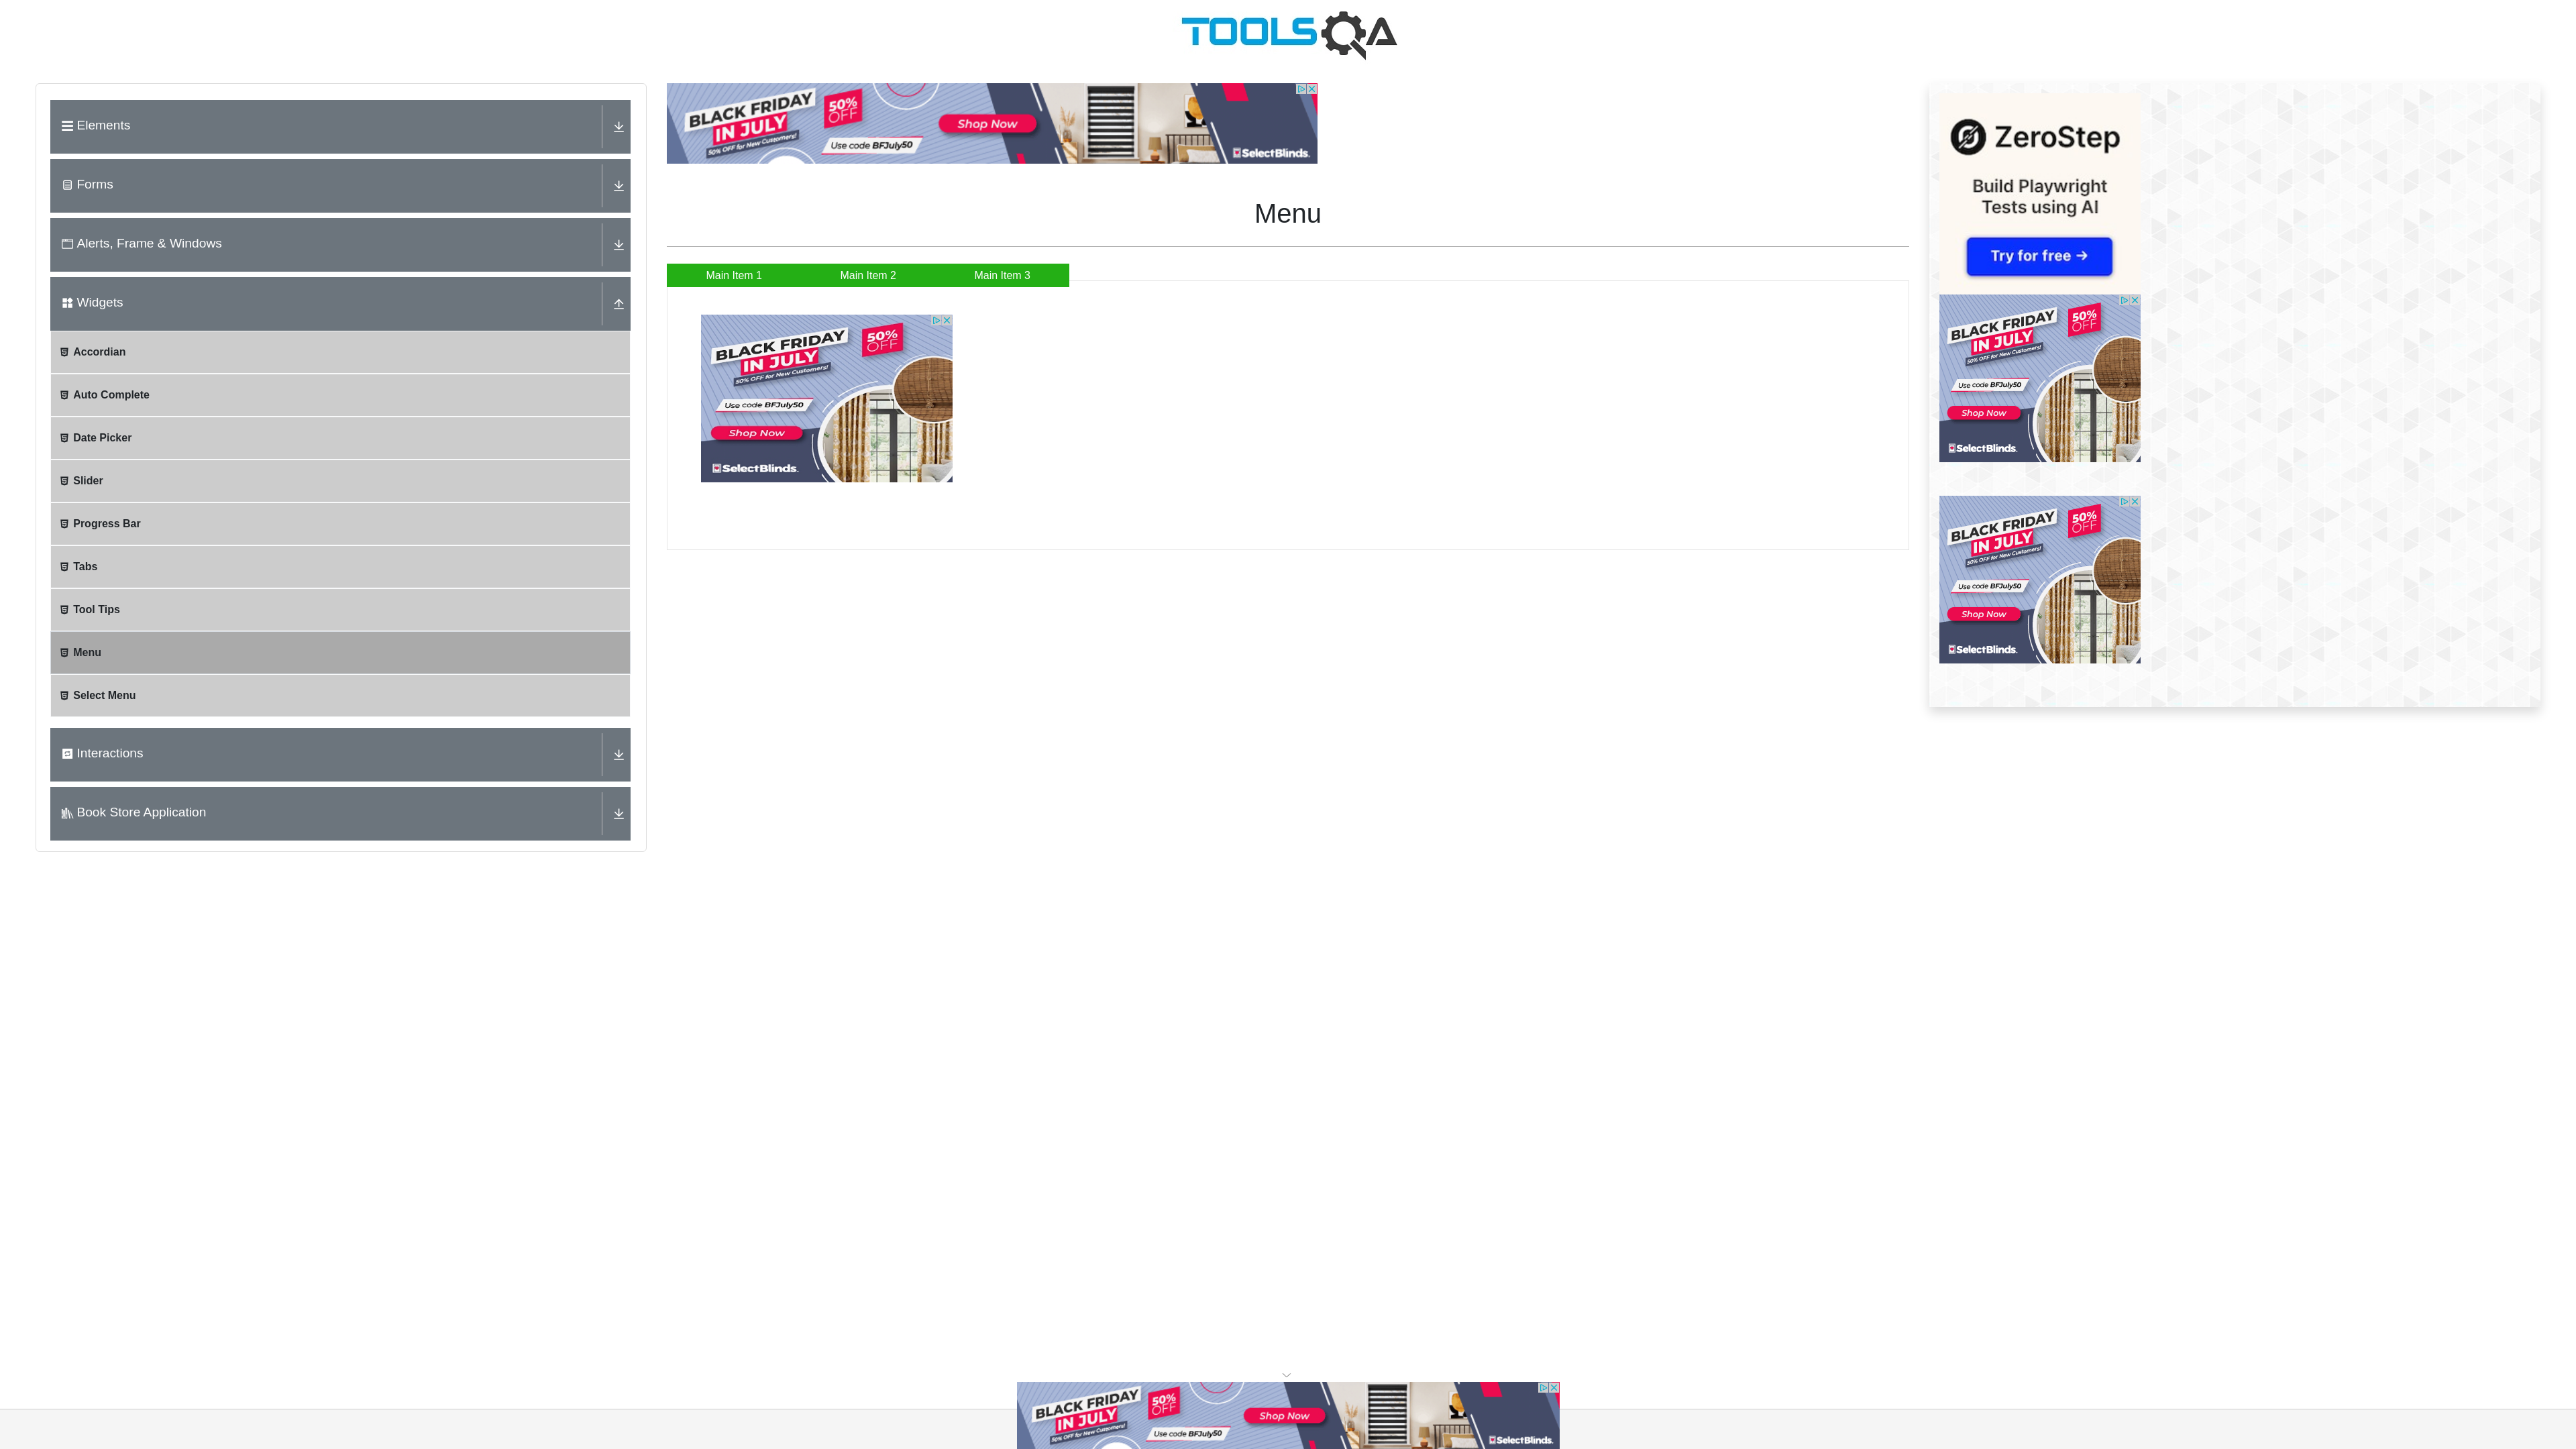 TOOLSQA
Elements
Forms
Alerts, Frame & Windows
Widgets
Accordian
Auto Complete
Date Picker
Slider
Progress Bar
Tabs
Tool Tips
Menu
Select Menu
Interactions
Book Store Application
BLACK FRIDAY
IN JULY
50% OFF for New Customers!
50%
OFF
Use code BFJuly50
Shop Now
SelectBlinds.
Menu
Main Item 1
Main Item 2
Main Item 3
BLACK FRIDAY
IN JULY
50% OFF for New Customers!
50%
OFF
Use code BFJuly50
Shop Now
SelectBlinds.
ZeroStep
Build Playwright
Tests using AI
Try for free →
BLACK FRIDAY
IN JULY
50% OFF for New Customers!
50%
OFF
Use code BFJuly50
Shop Now
SelectBlinds.
BLACK FRIDAY
IN JULY
50% OFF for New Customers!
50%
OFF
Use code BFJuly50
Shop Now
SelectBlinds.
BLACK FRIDAY
IN JULY
50% OFF for New Customers!
50%
OFF
Use code BFJuly50
Shop Now
SelectBlinds.